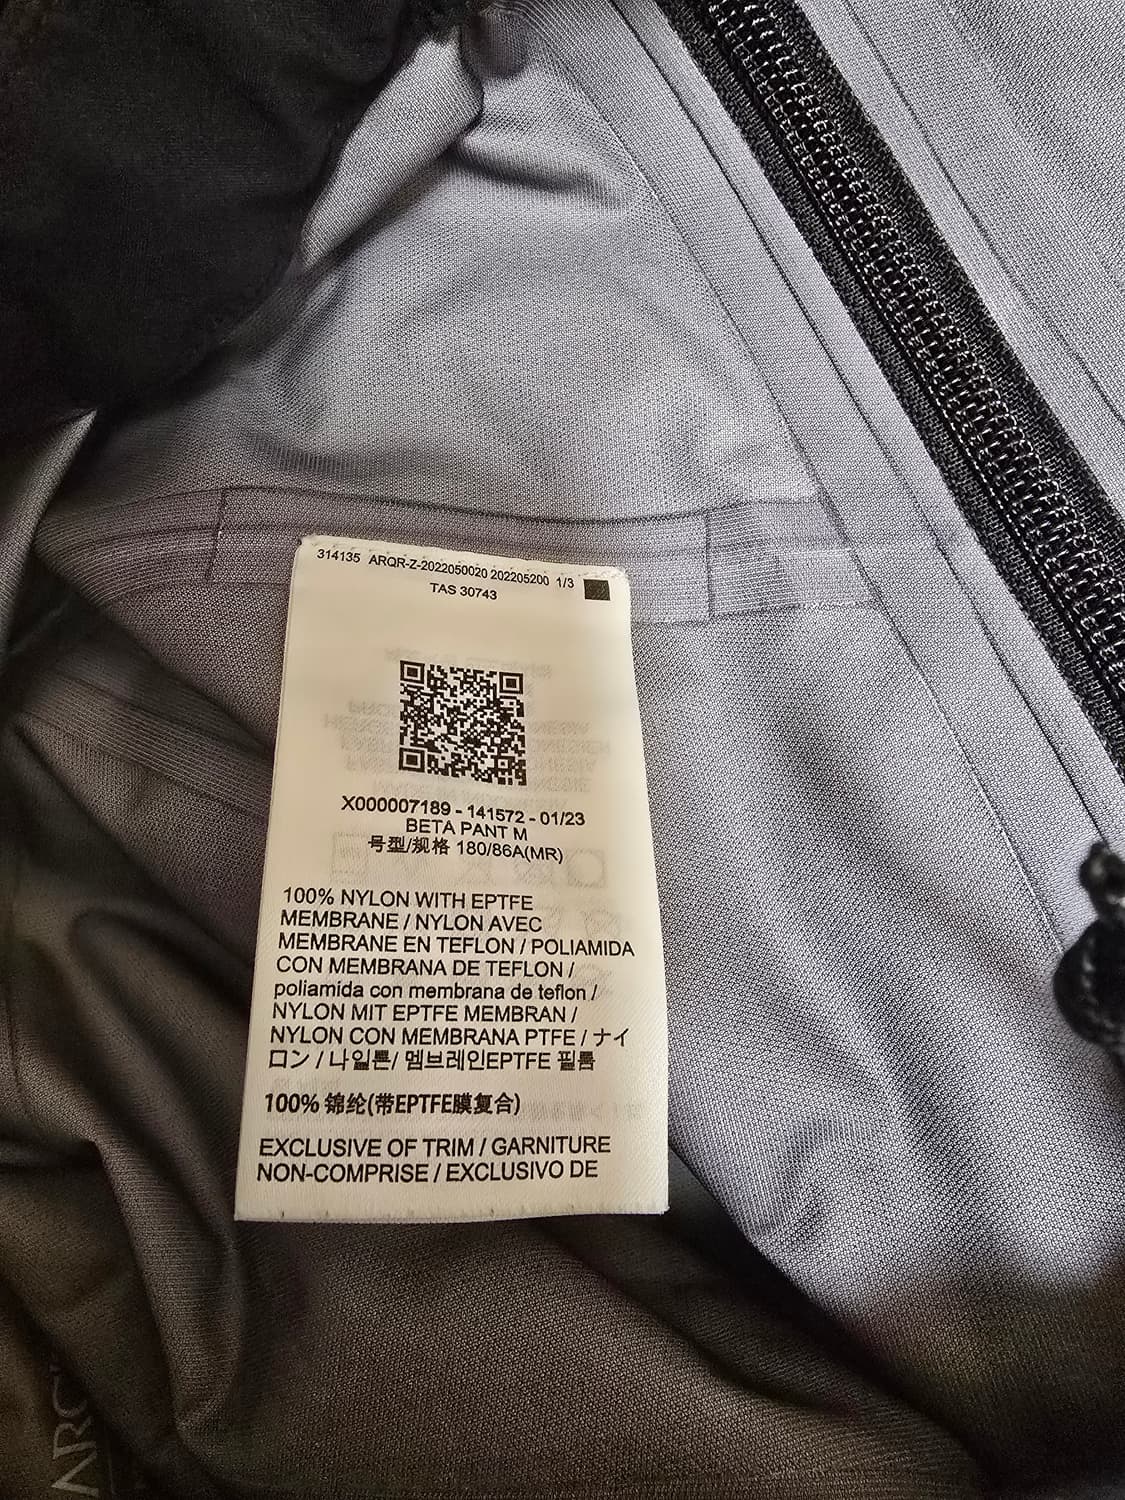 314135 ARQR-Z-2022050020 202205200 1/3
TAS 30743
X000007189 - 141572 - 01/23
BETA PANT M
号型/规格 180/86A(MR)
100% NYLON WITH EPTFE
MEMBRANE / NYLON AVEC
MEMBRANE EN TEFLON / POLIAMIDA
CON MEMBRANA DE TEFLON /
poliamida con membrana de teflon /
NYLON MIT EPTFE MEMBRAN /
NYLON CON MEMBRANA PTFE / ナイ
ロン / 나일론/ 멤브레인EPTFE 필름
100% 锦纶(带EPTFE膜复合)
EXCLUSIVE OF TRIM / GARNITURE
NON-COMPRISE / EXCLUSIVO DE
ARC